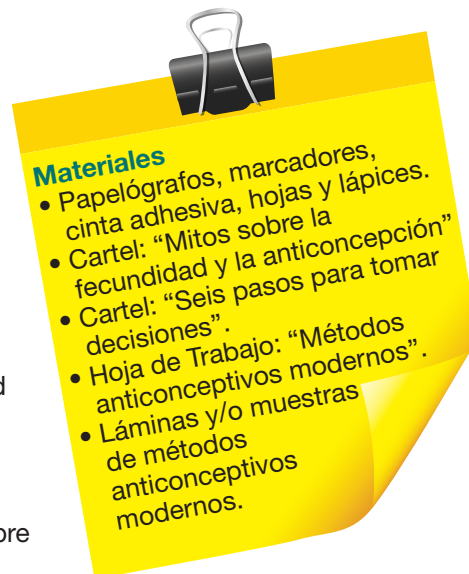 Materiales
• Papelógrafos, marcadores,
cinta adhesiva, hojas y lápices.
• Cartel: “Mitos sobre la
fecundidad y la anticoncepción”
• Cartel: “Seis pasos para tomar
decisiones”.
• Hoja de Trabajo: “Métodos
anticonceptivos modernos”.
• Láminas y/o muestras
de métodos
anticonceptivos
modernos.